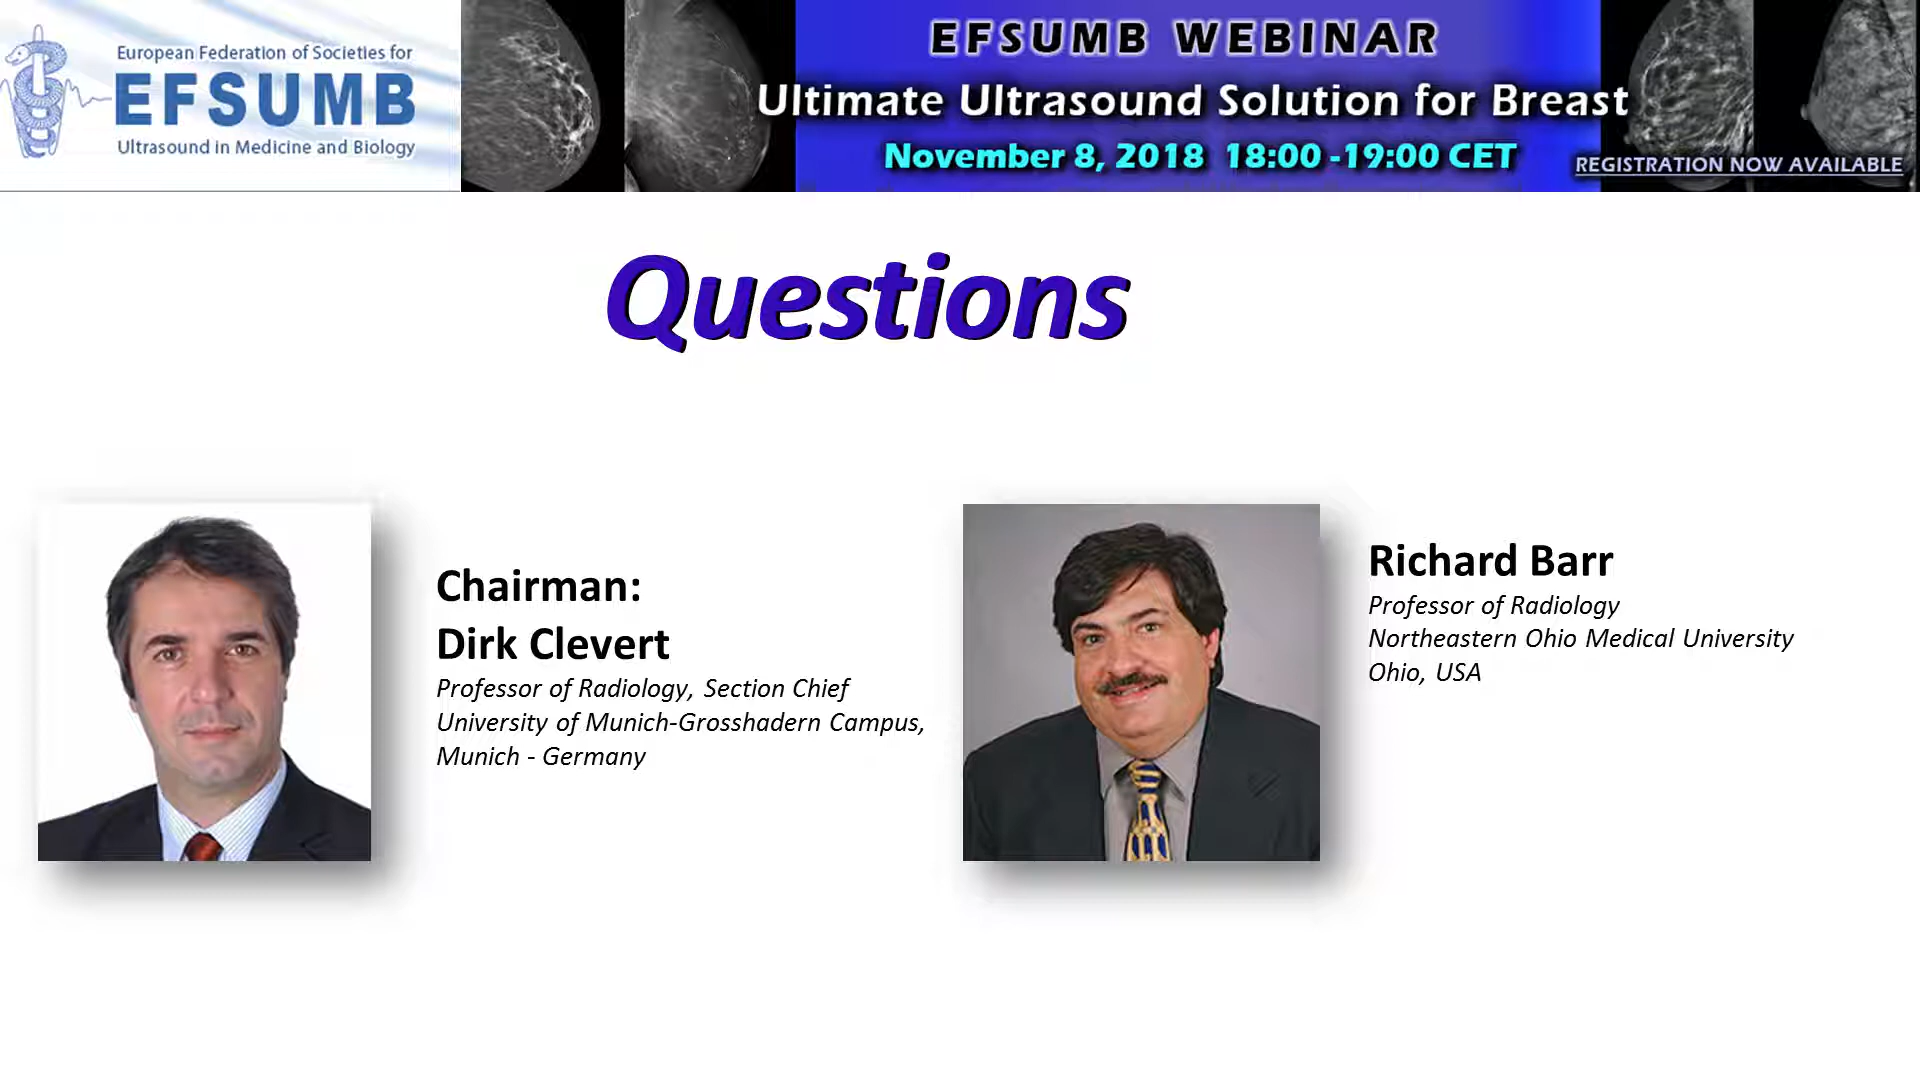 European Federation of Societies for
EFSUMB
Ultrasound in Medicine and Biology
EFSUMB WEBINAR
Ultimate Ultrasound Solution for Breast
November 8, 2018 18:00 -19:00 CET
REGISTRATION NOW AVAILABLE
Questions
Chairman:
Dirk Clevert
Professor of Radiology, Section Chief
University of Munich-Grosshadern Campus,
Munich - Germany
Richard Barr
Professor of Radiology
Northeastern Ohio Medical University
Ohio, USA